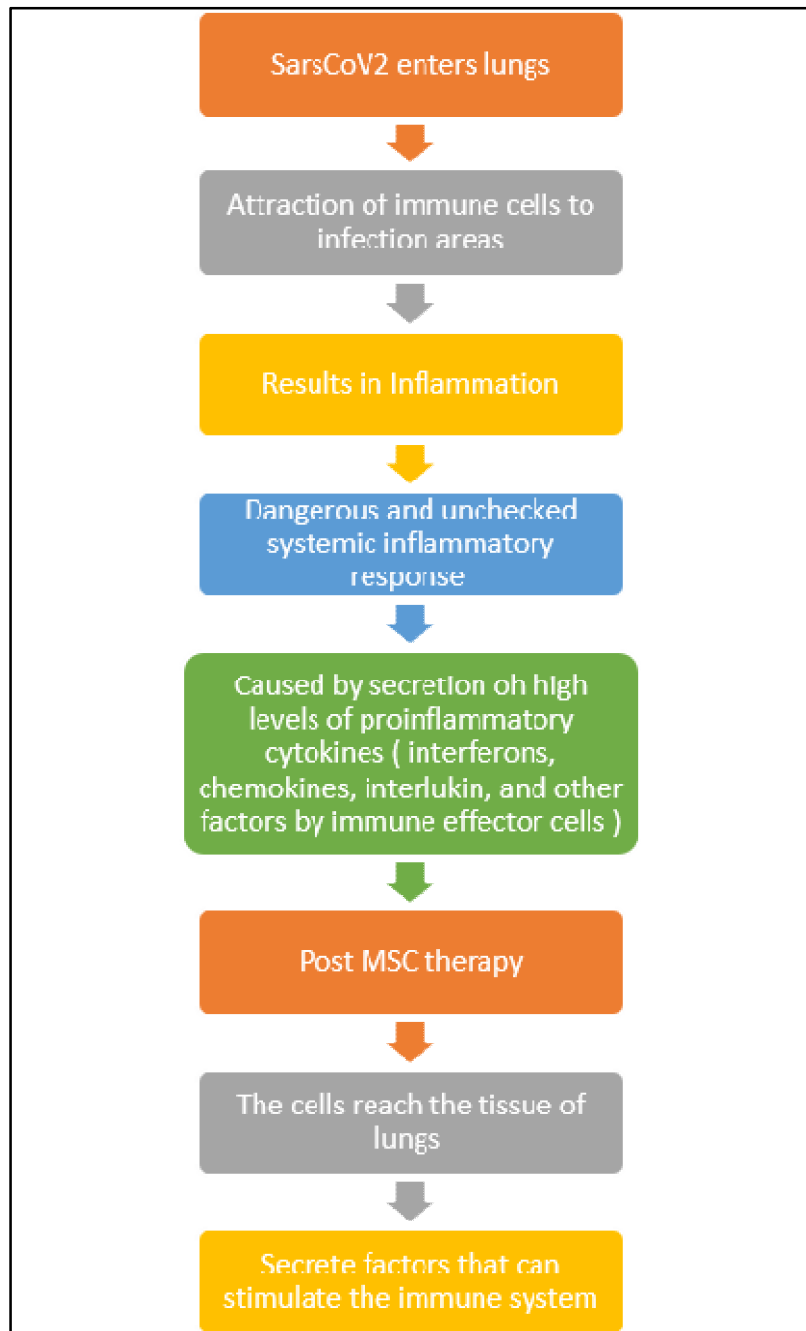 SarsCoV2 enters lungs
Attraction of immune cells to
infection areas
Results in Inflammation
Dangerous and unchecked
systemic inflammatory
response
Caused by secretion oh high
levels of proinflammatory
cytokines ( interferons,
chemokines, interlukin, and other
factors by immune effector cells )
Post MSC therapy
The cells reach the tissue of
lungs
Secrete factors that can
stimulate the immune system